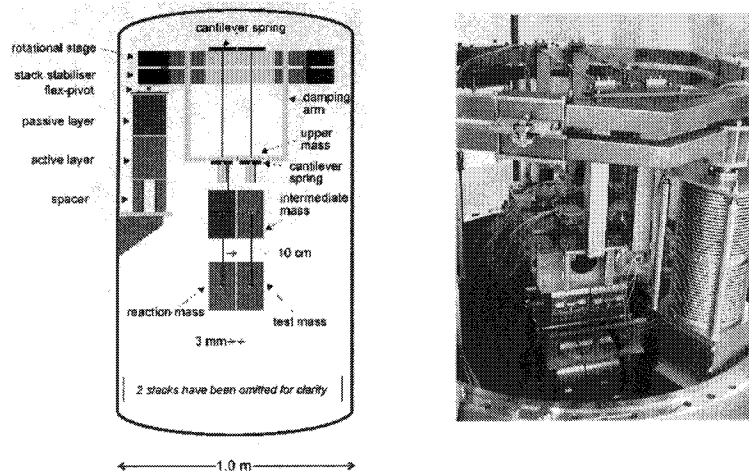 cantilever spring
rotational stage
stack stabiliser
flex-pivot
passive layer
active layer
spacer
damping
arm
upper
mass
cantilever
spring
intermediate
mass
10 cm
reaction mass
test mass
3 mm
2 stacks have been omitted for clarity
1.0 m